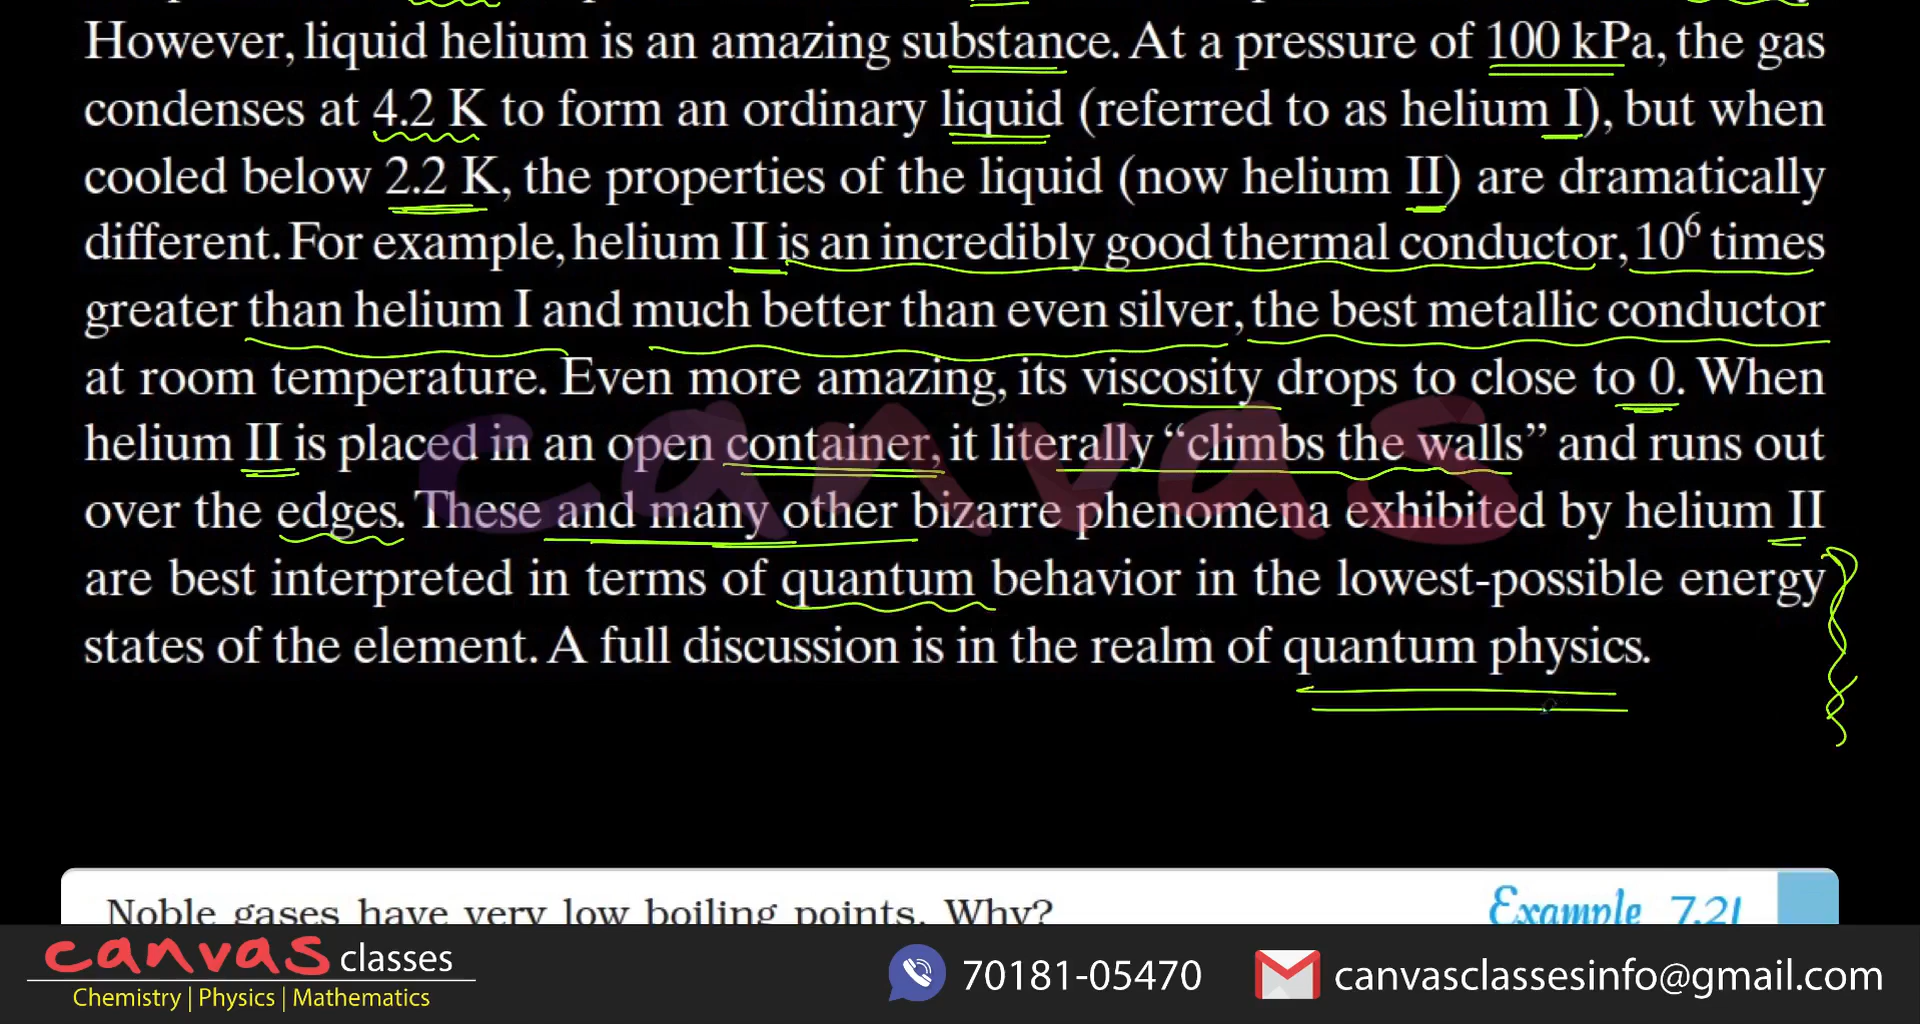 However, liquid helium is an amazing substance. At a pressure of 100 kPa, the gas
condenses at 4.2 K to form an ordinary liquid (referred to as helium I), but when
cooled below 2.2 K, the properties of the liquid (now helium II) are dramatically
different. For example, helium II is an incredibly good thermal conductor, 10⁶ times
greater than helium I and much better than even silver, the best metallic conductor
at room temperature. Even more amazing, its viscosity drops to close to 0. When
helium II is placed in an open container, it literally “climbs the walls” and runs out
over the edges. These and many other bizarre phenomena exhibited by helium II
are best interpreted in terms of quantum behavior in the lowest-possible energy
states of the element. A full discussion is in the realm of quantum physics.
canvas
Noble gases have very low boiling points. Why? Example 7.21
canvas classes
Chemistry | Physics | Mathematics
70181-05470
canvasclassesinfo@gmail.com